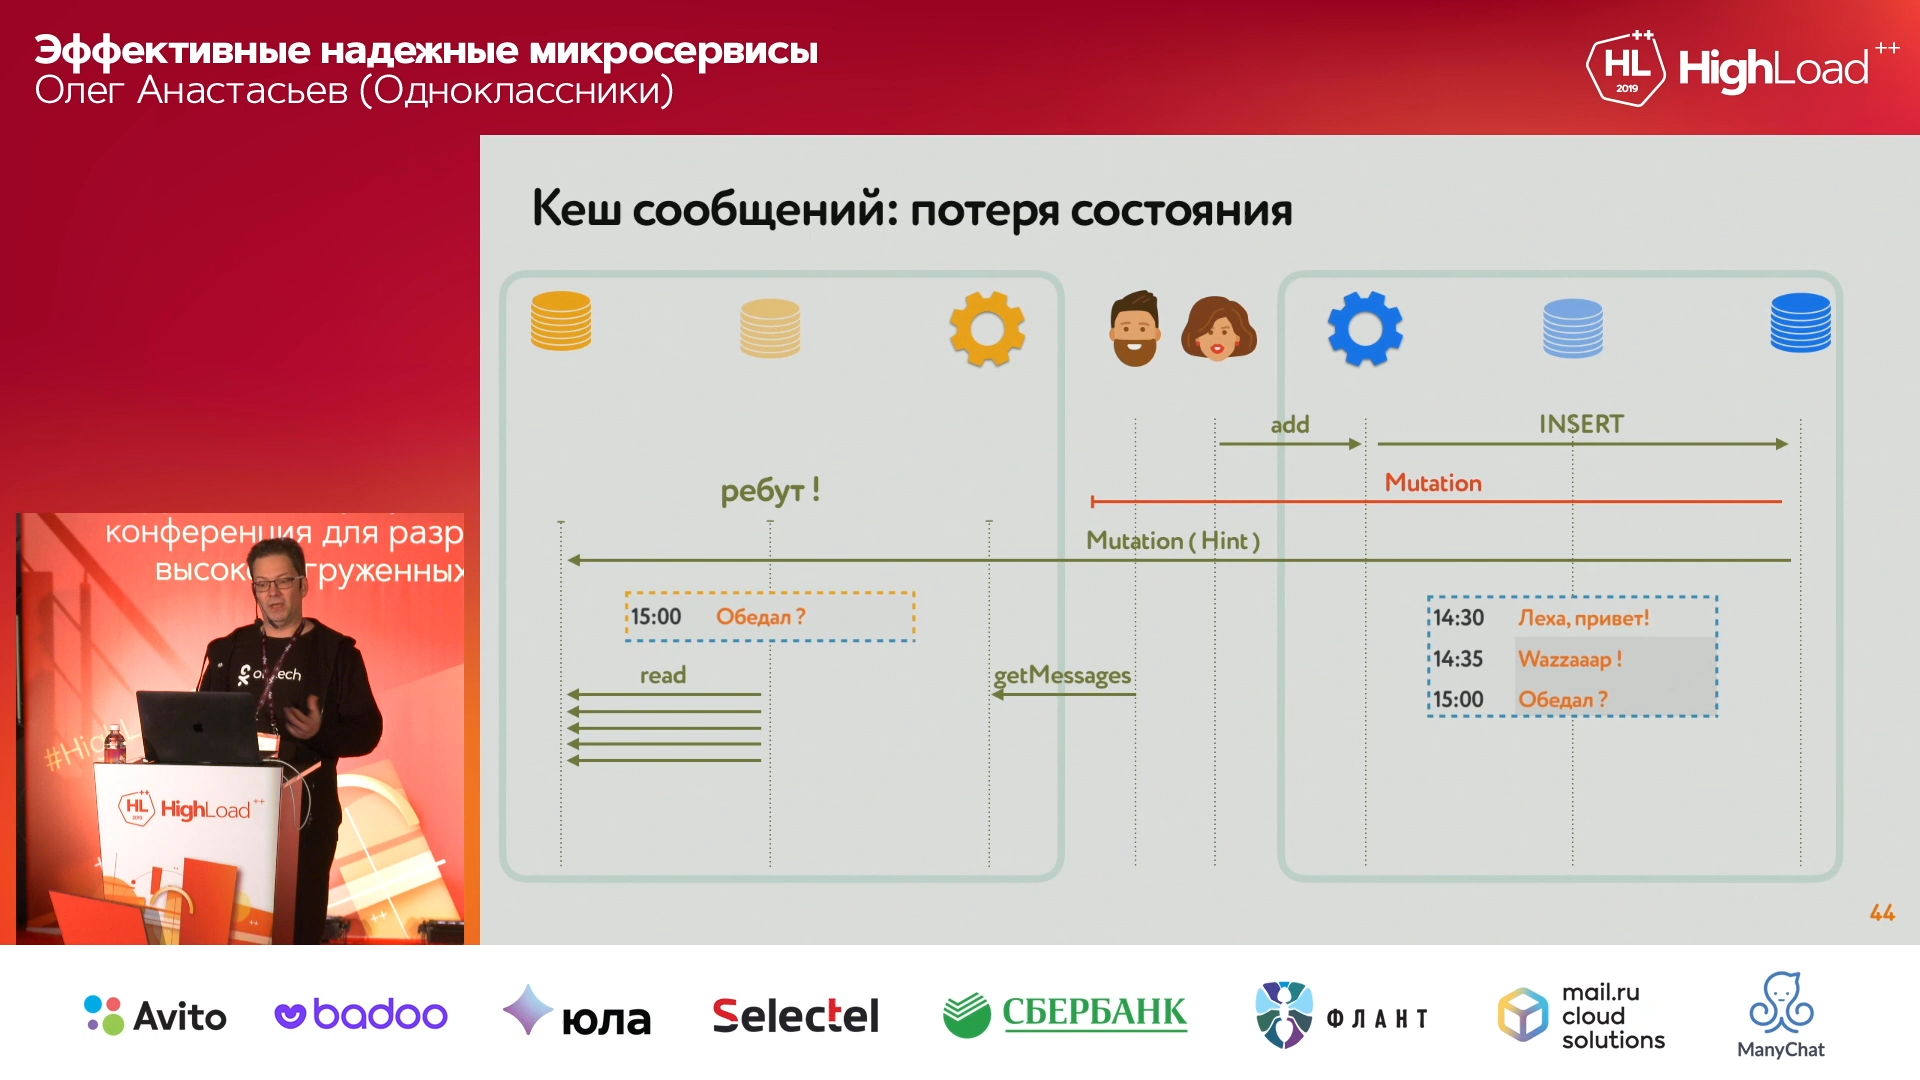 Эффективные надежные микросервисы
Олег Анастасьев (Одноклассники)
HL
2019
HighLoad++
Кеш сообщений: потеря состояния
add
INSERT
Mutation
ребут !
Mutation ( Hint )
15:00 Обедал ?
14:30 Леха, привет!
14:35 Wazzaaap !
15:00 Обедал ?
read
getMessages
44
конференция для разр
высок груженных
HL
2019
HighLoad++
Avito
badoo
юла
Selectel
СБЕРБАНК
ФЛАНТ
mail.ru
cloud
solutions
ManyChat